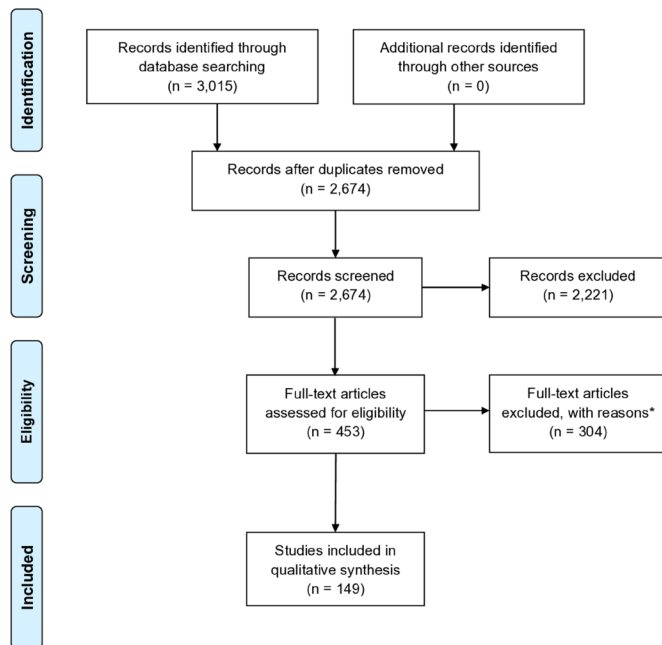 Identification
Records identified through
database searching
(n = 3,015)
Additional records identified
through other sources
(n = 0)
Records after duplicates removed
(n = 2,674)
Screening
Records screened
(n = 2,674)
Records excluded
(n = 2,221)
Eligibility
Full-text articles
assessed for eligibility
(n = 453)
Full-text articles
excluded, with reasons*
(n = 304)
Included
Studies included in
qualitative synthesis
(n = 149)